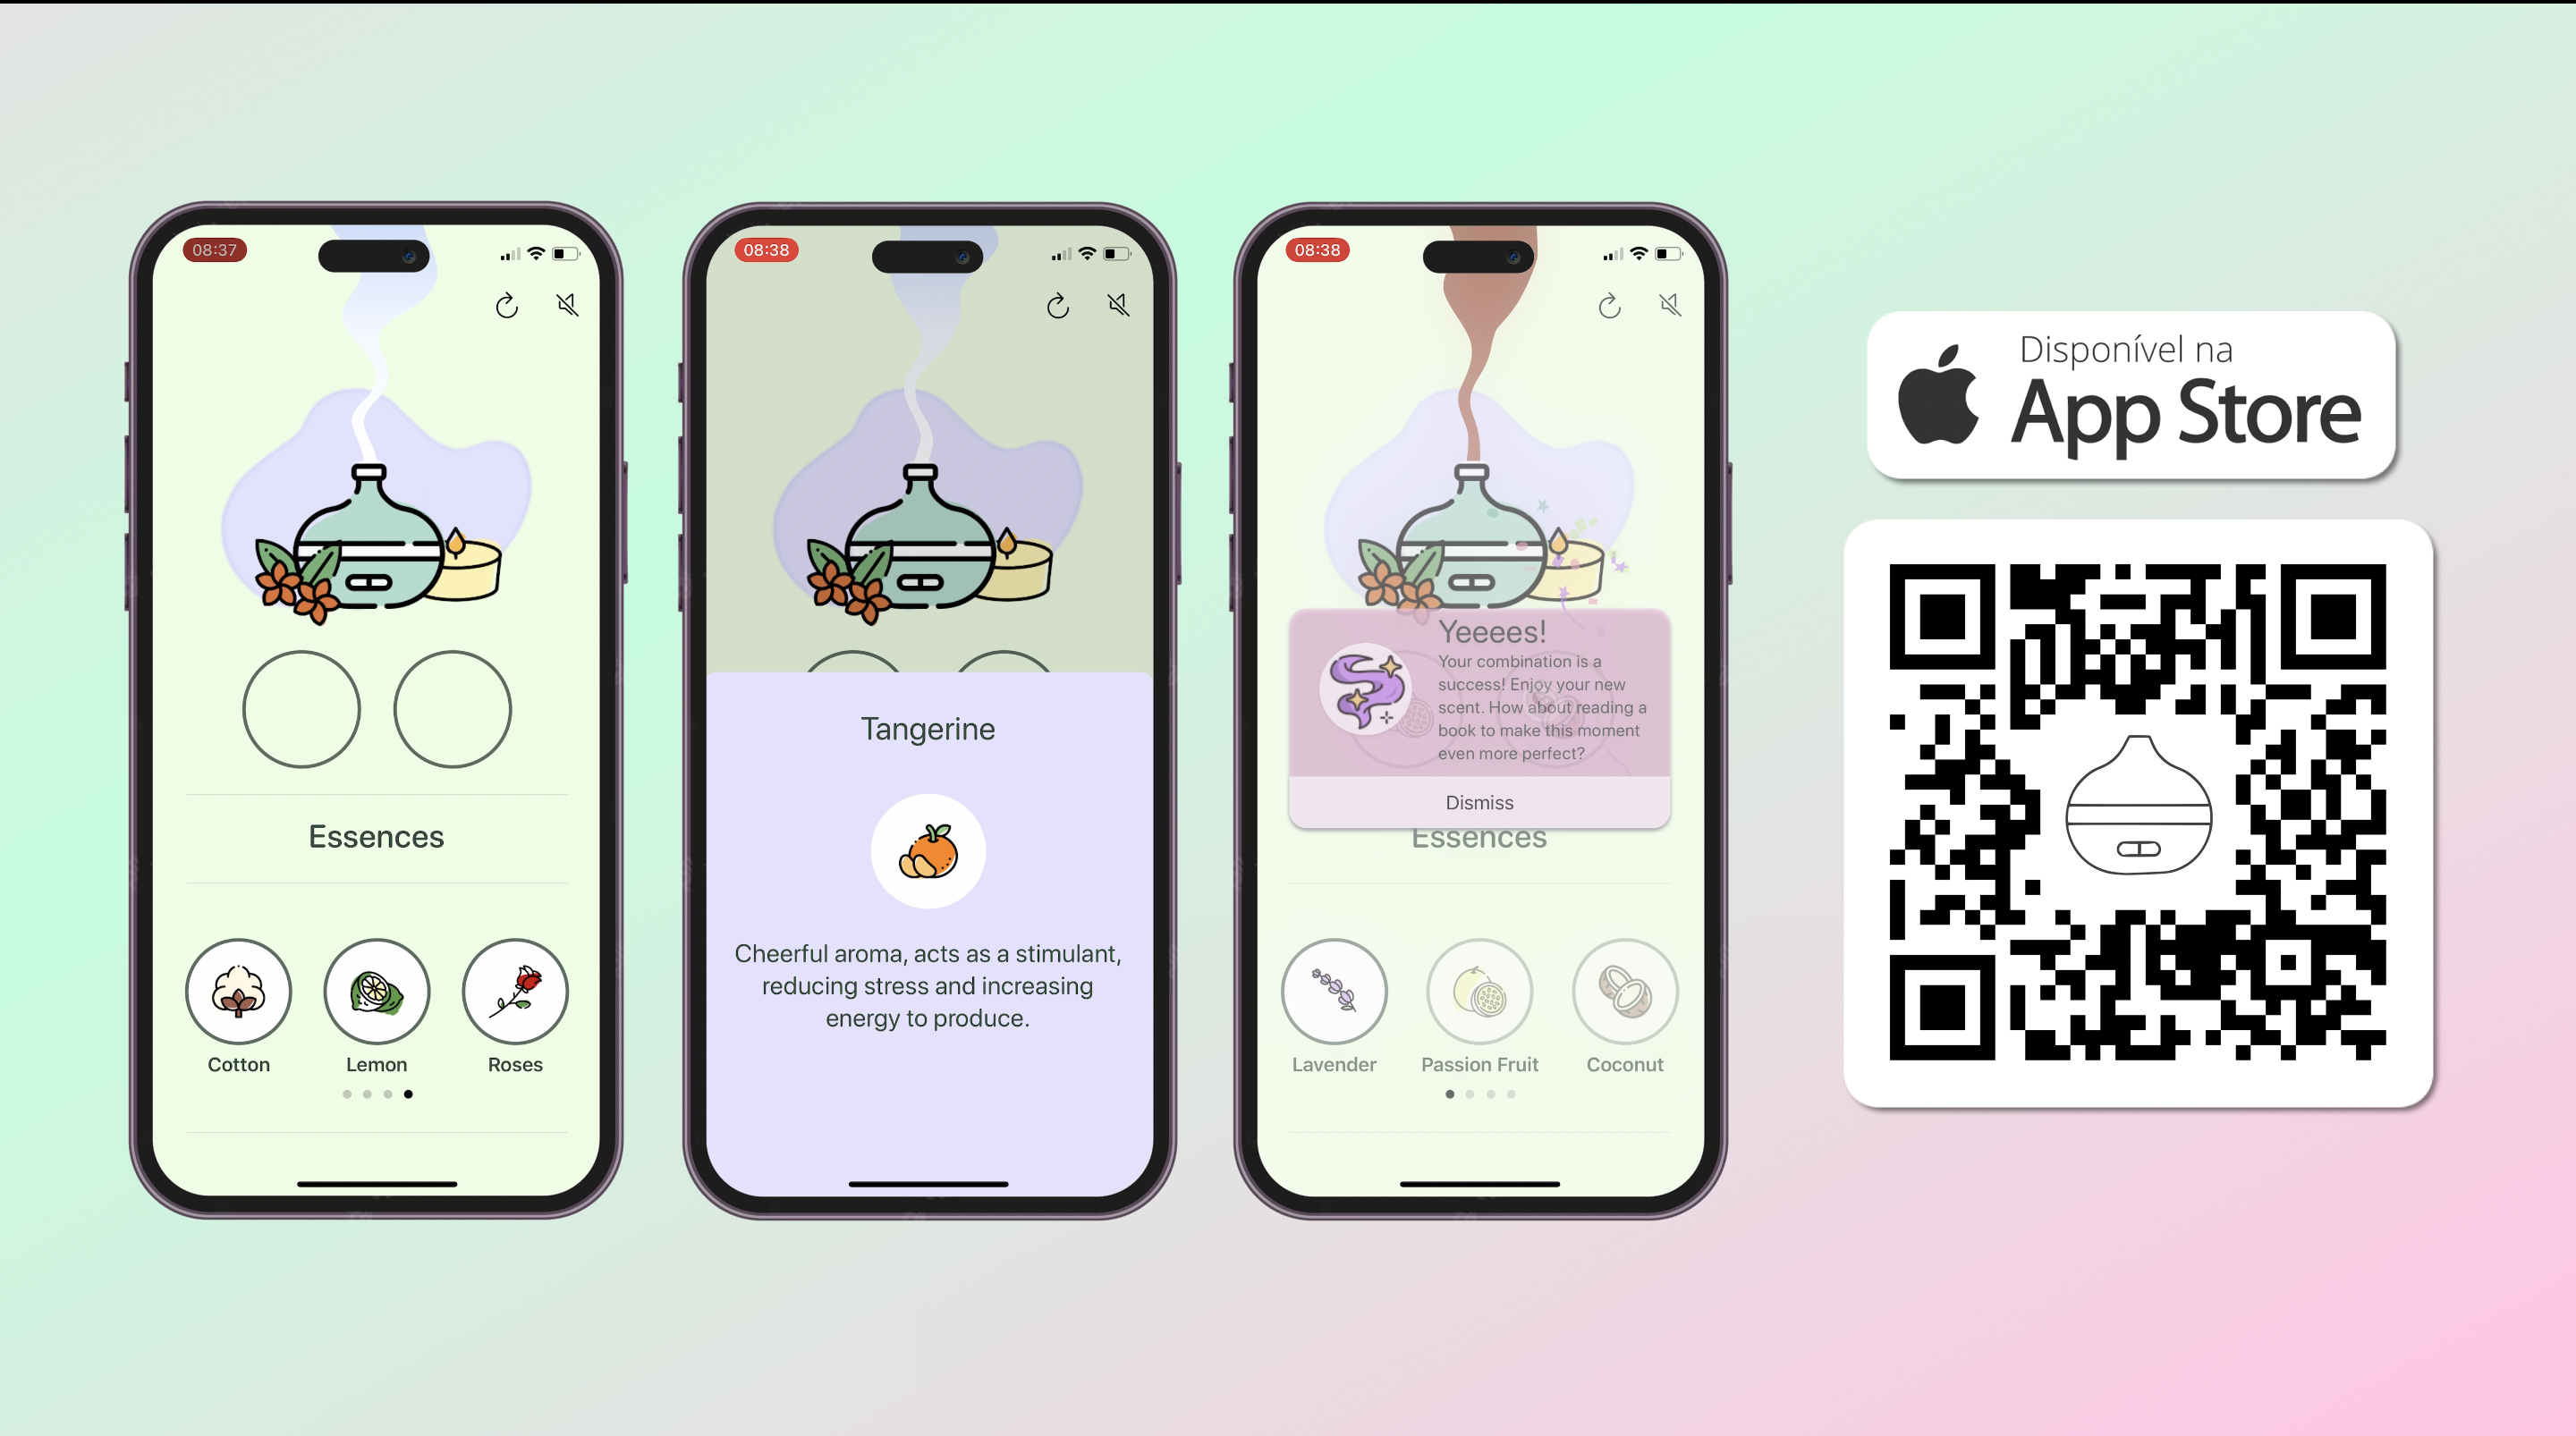 08:37
Essences
Cotton
Lemon
Roses
08:38
Tangerine
Cheerful aroma, acts as a stimulant,
reducing stress and increasing
energy to produce.
08:38
Yeeees!
Your combination is a
success! Enjoy your new
scent. How about reading a
book to make this moment
even more perfect?
Dismiss
Essences
Lavender
Passion Fruit
Coconut
Disponível na
App Store